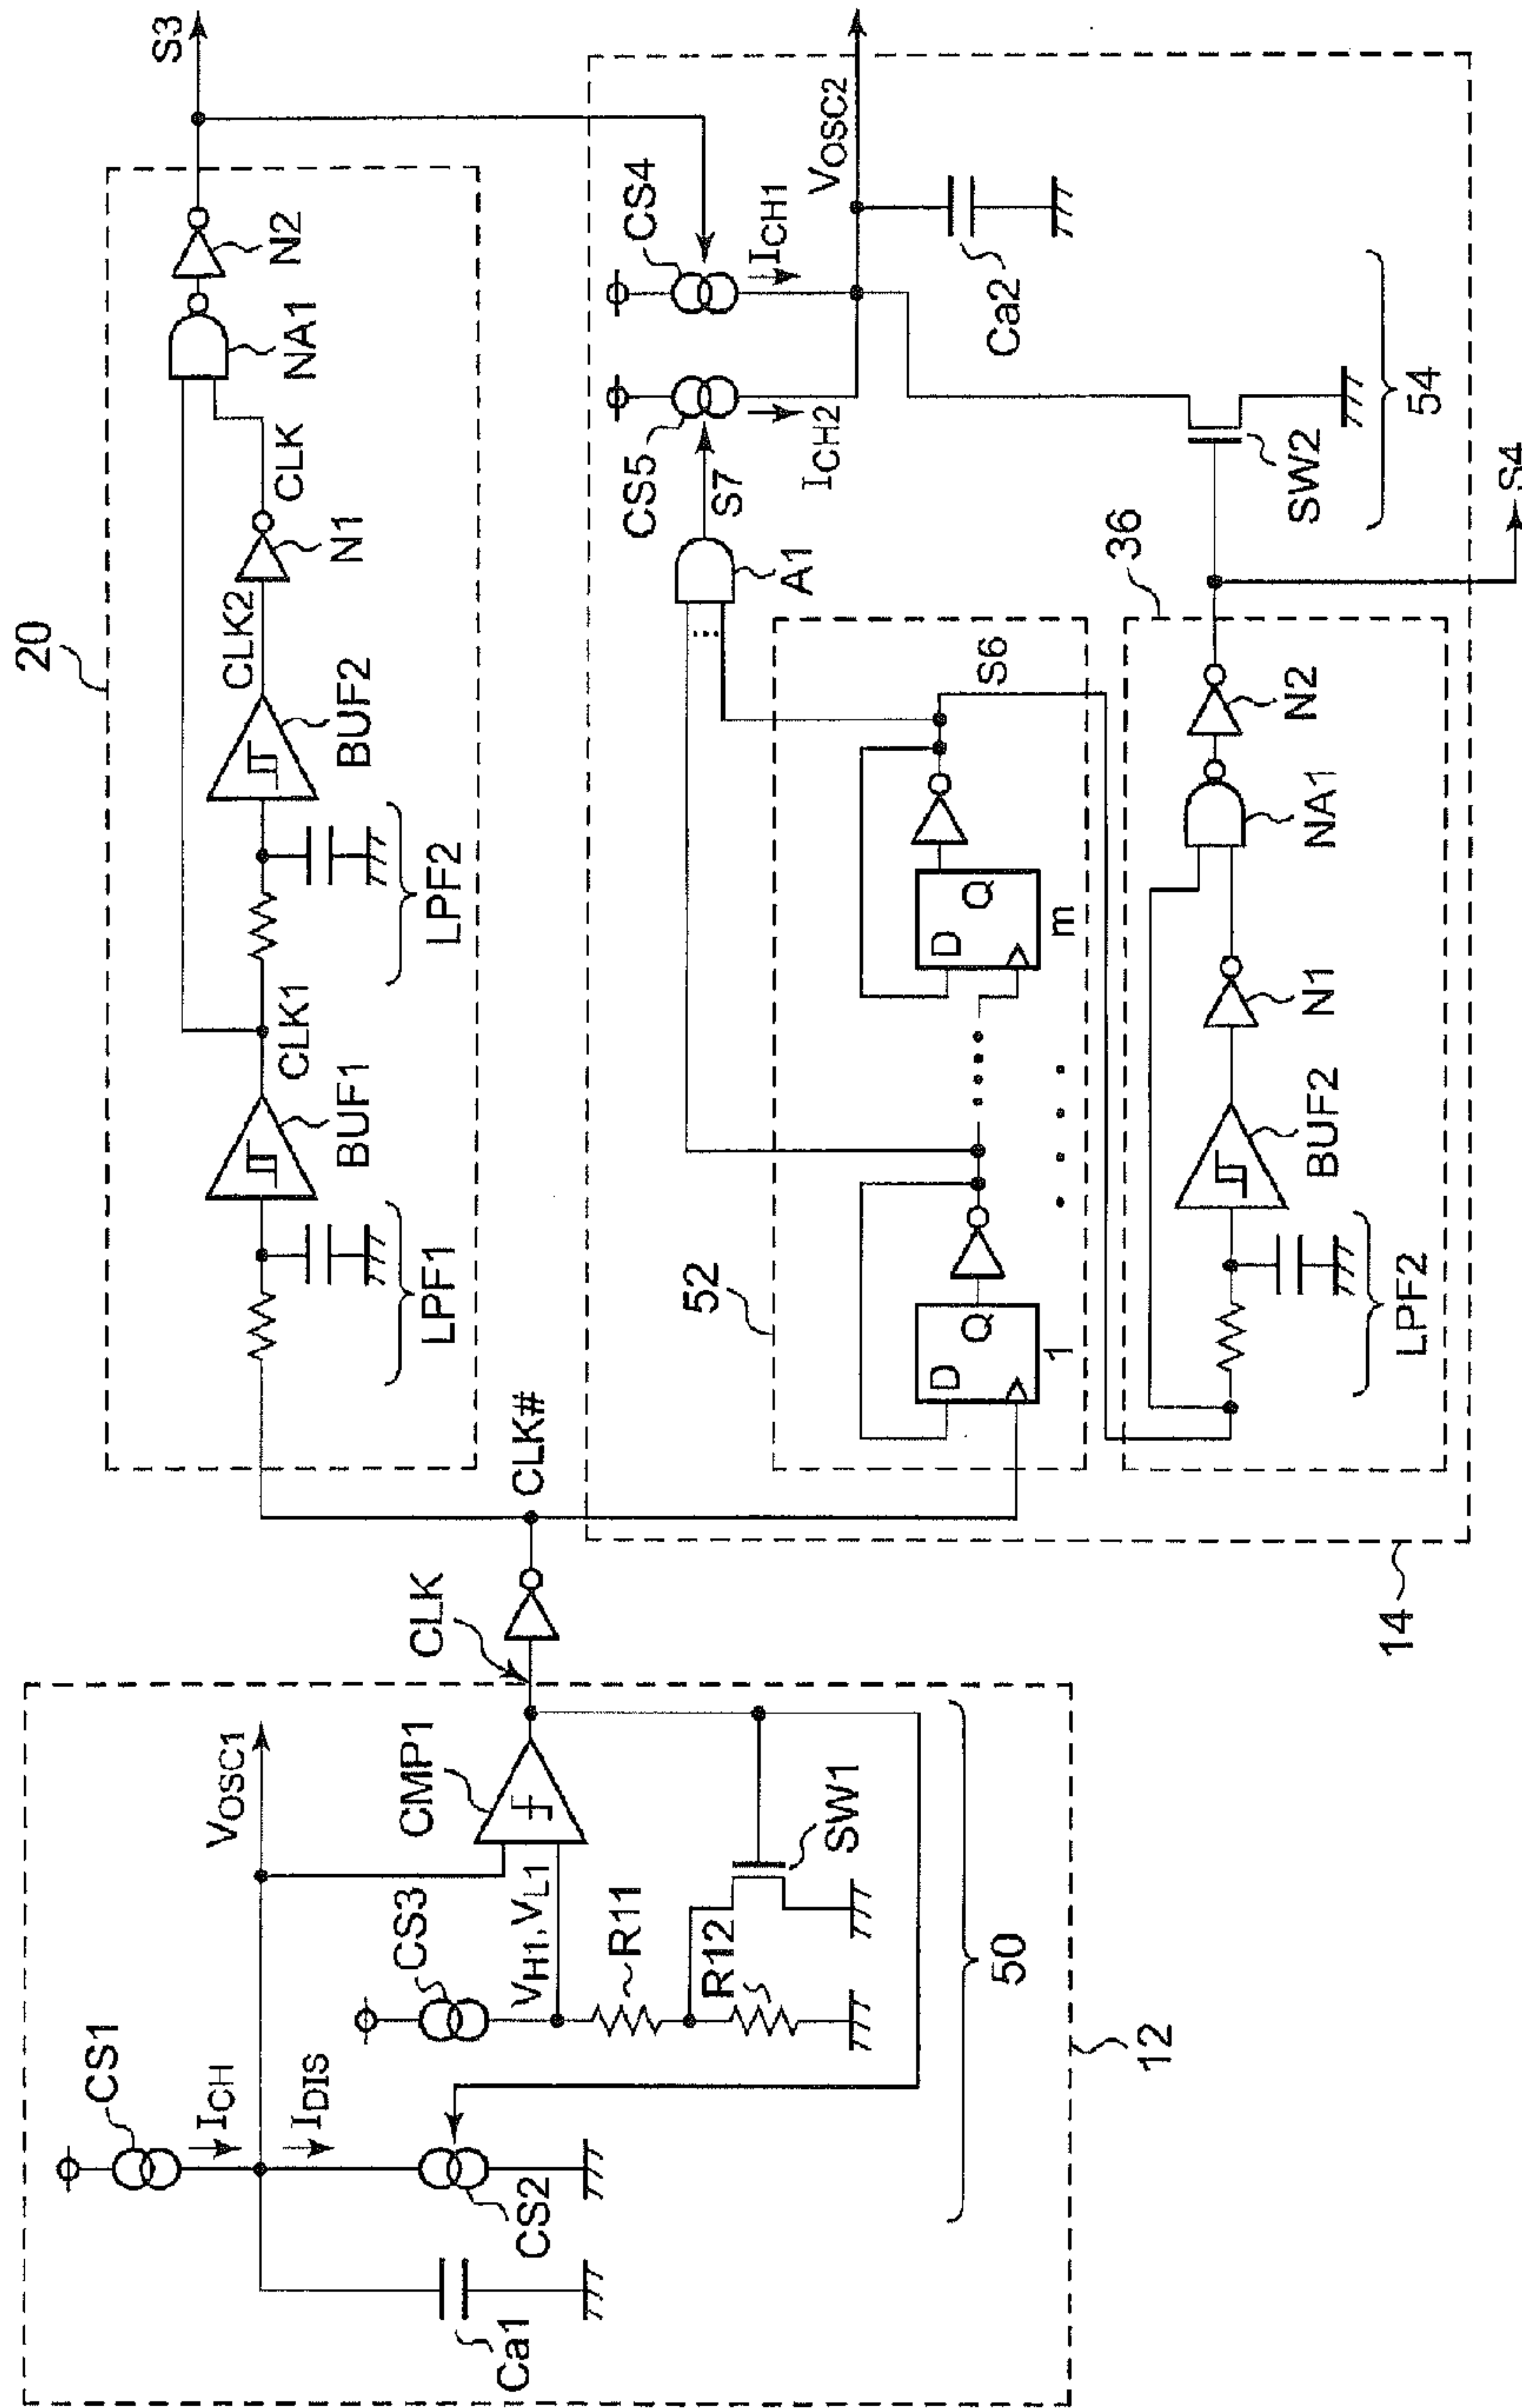 CS1
ICH
IDIS
VOSC1
Ca1
CS2
CS3
VH1, VL1
R11
R12
CMP1
SW1
50
12
CLK
CLK#
20
LPF1
BUF1
CLK1
LPF2
BUF2
CLK2
N1
CLK
NA1
N2
S3
14
52
D
Q
1
D
Q
m
S6
A1
S7
CS5
ICH2
CS4
ICH1
VOSC2
Ca2
54
SW2
36
LPF2
BUF2
N1
NA1
N2
S4